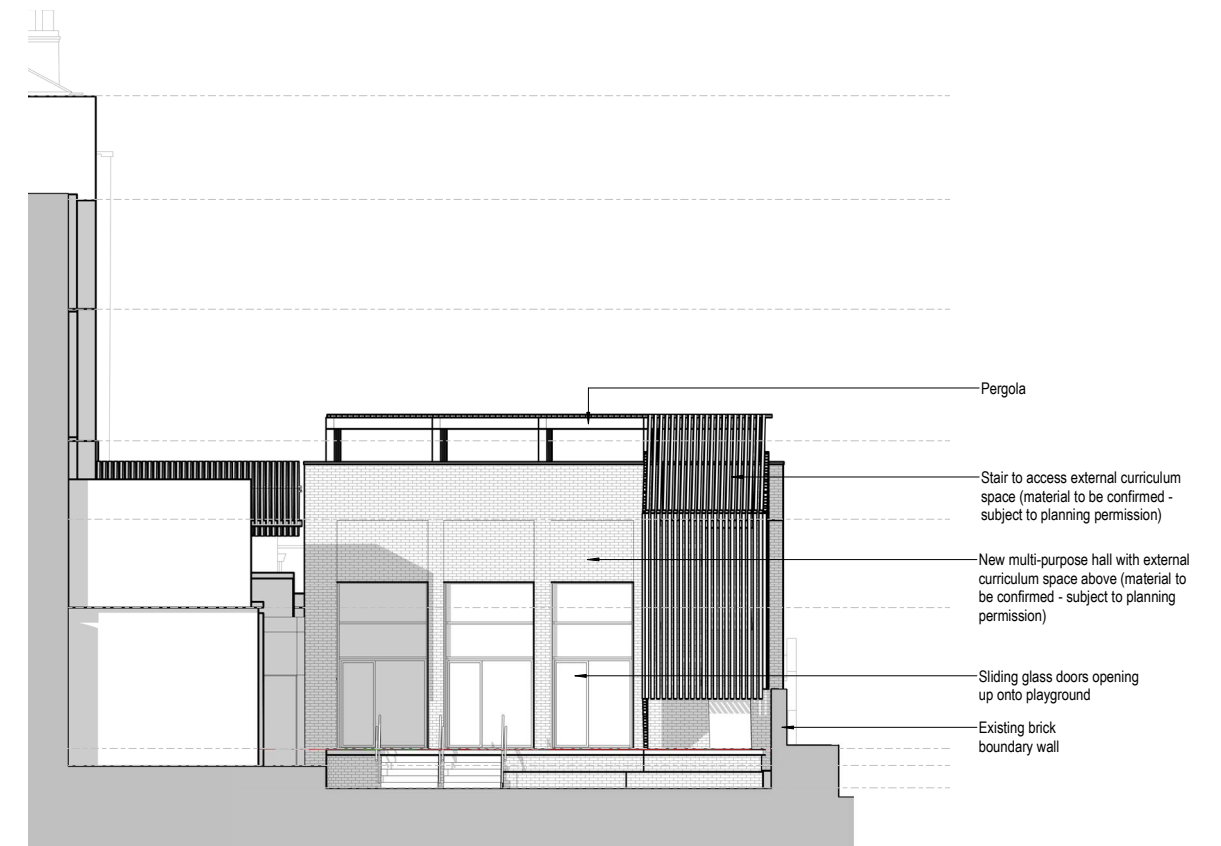 Pergola
Stair to access external curriculum
space (material to be confirmed -
subject to planning permission)
New multi-purpose hall with external
curriculum space above (material to
be confirmed - subject to planning
permission)
Sliding glass doors opening
up onto playground
Existing brick
boundary wall